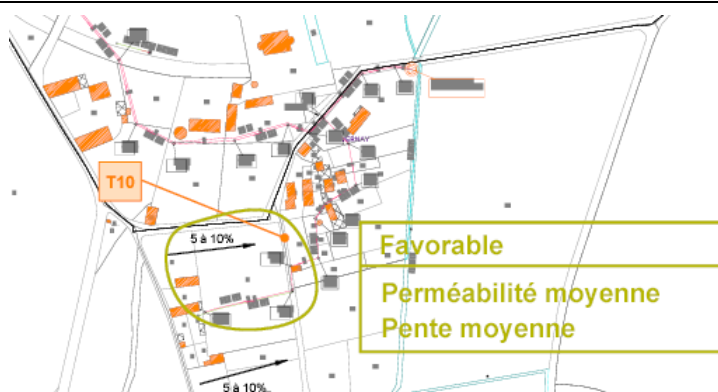 T10
5 à 10%
Favorable
Perméabilité moyenne
Pente moyenne
5 à 10%